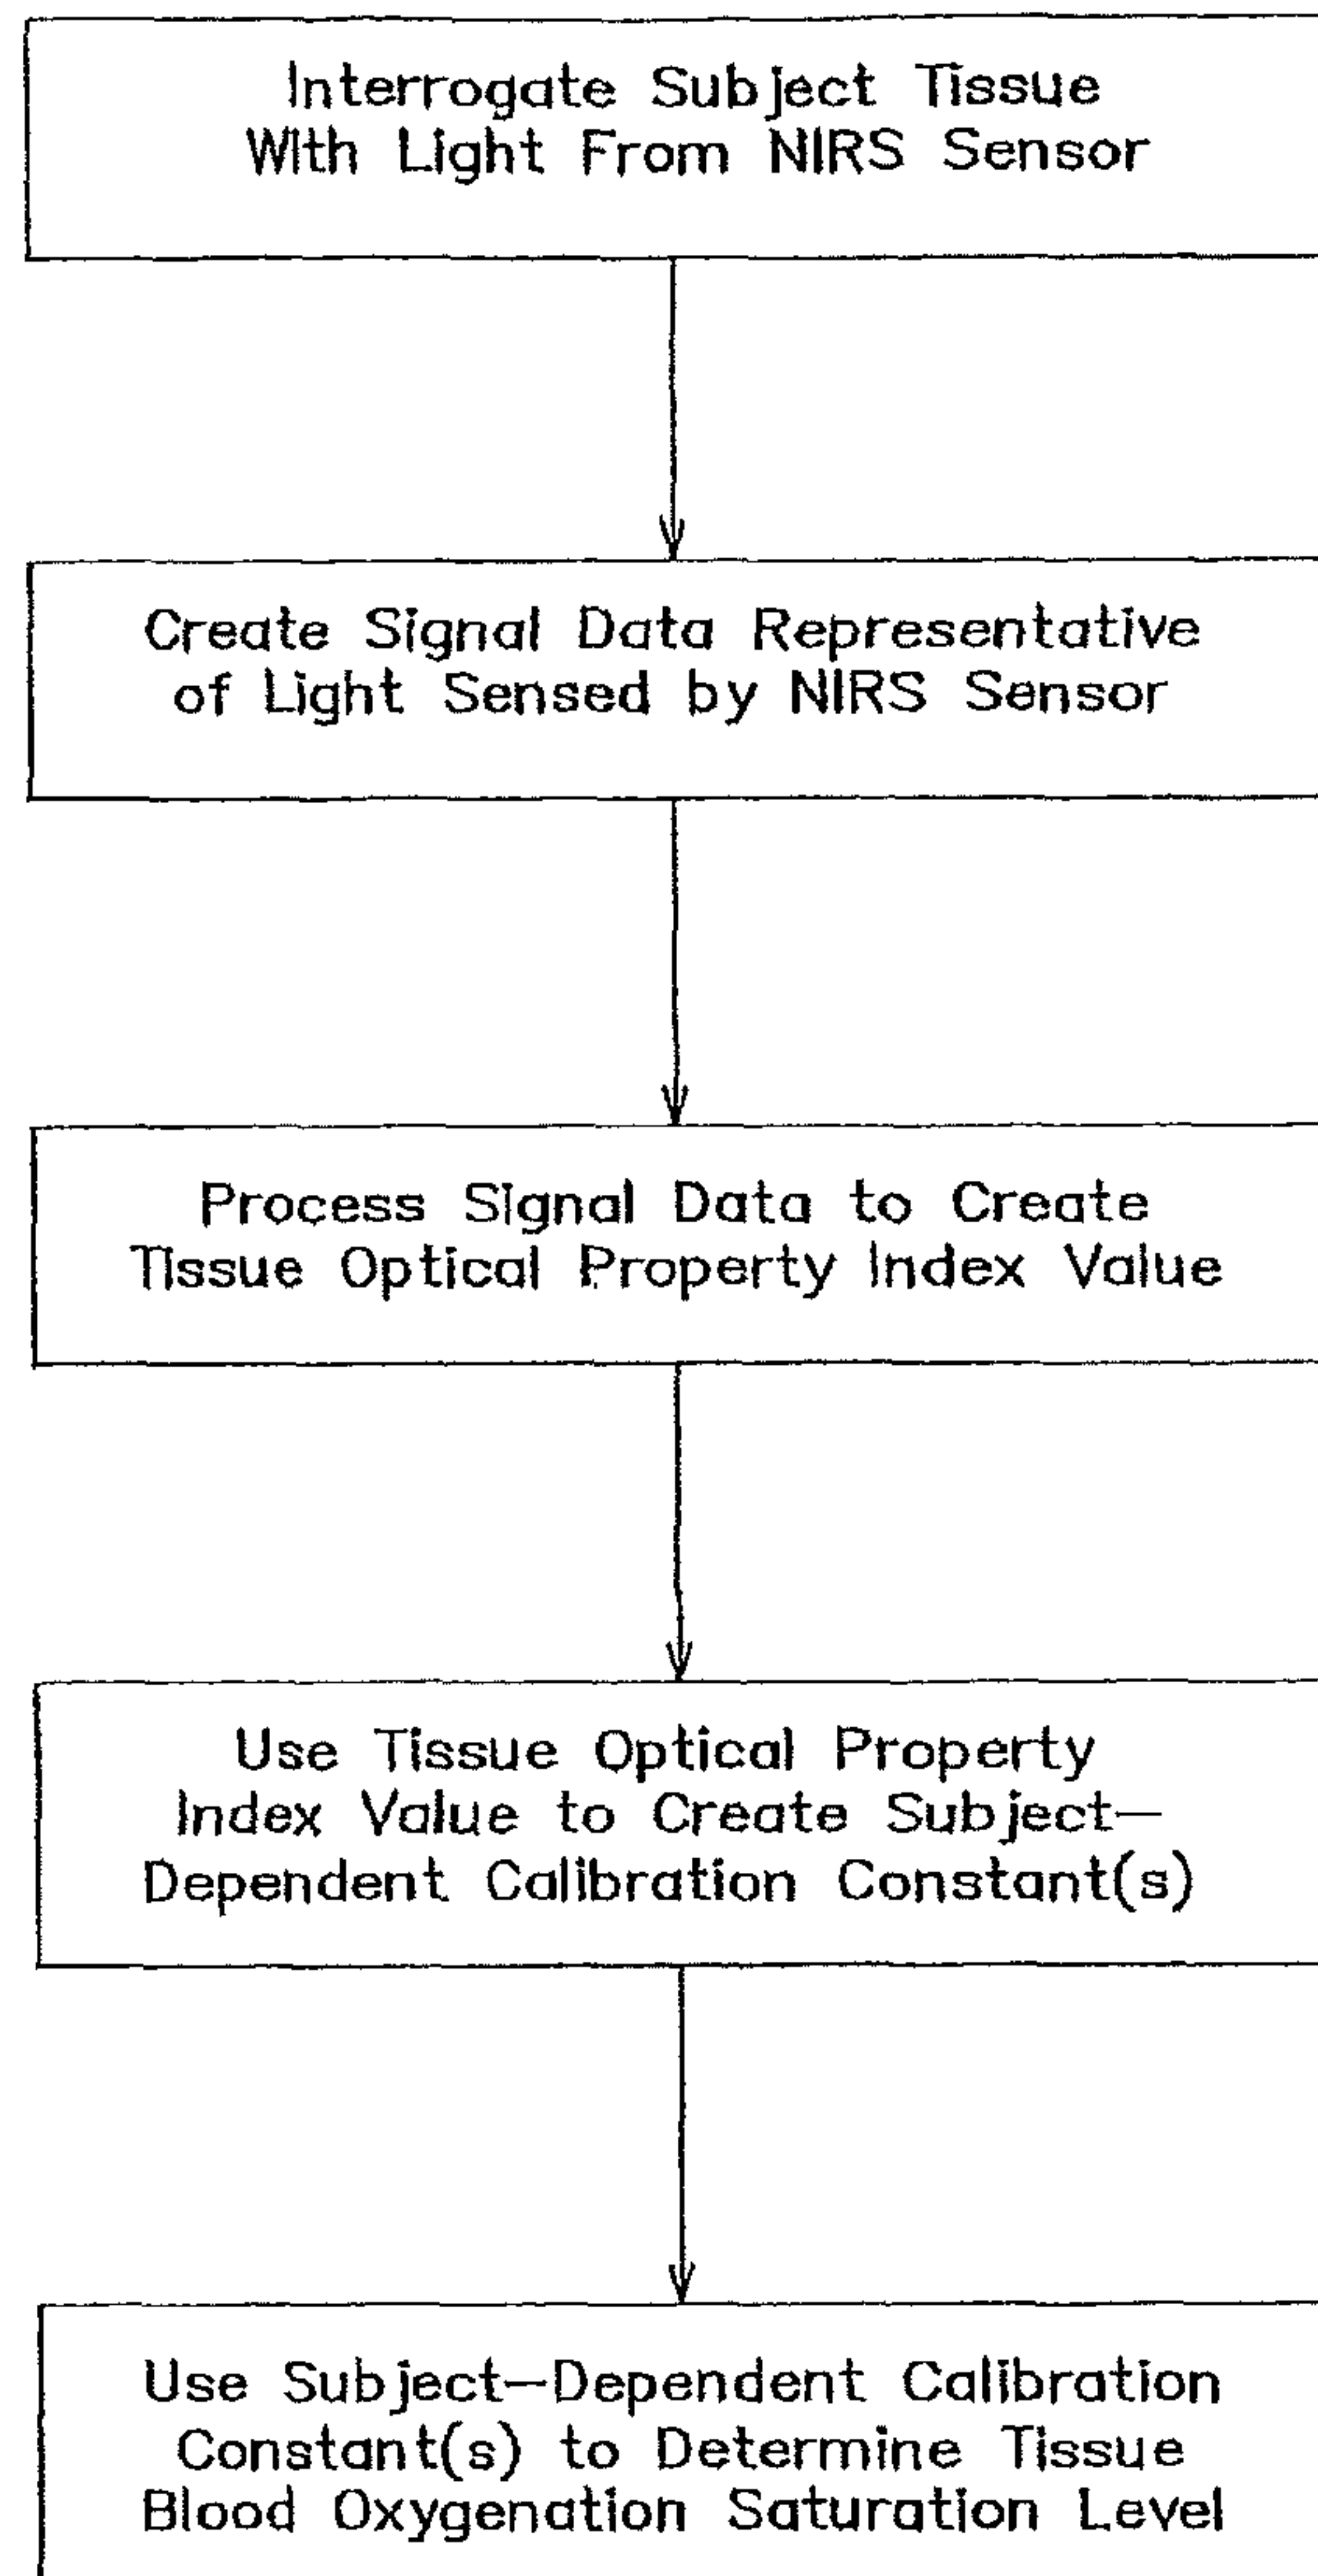 Interrogate Subject Tissue
With Light From NIRS Sensor
Create Signal Data Representative
of Light Sensed by NIRS Sensor
Process Signal Data to Create
Tissue Optical Property Index Value
Use Tissue Optical Property
Index Value to Create Subject—
Dependent Calibration Constant(s)
Use Subject—Dependent Calibration
Constant(s) to Determine Tissue
Blood Oxygenation Saturation Level